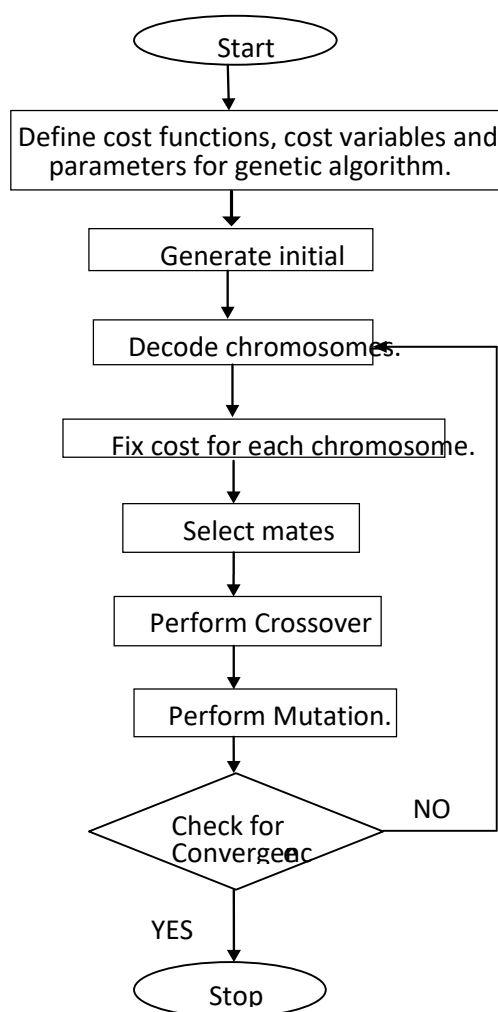 Start
Define cost functions, cost variables and
parameters for genetic algorithm.
Generate initial
Decode chromosomes.
Fix cost for each chromosome.
Select mates
Perform Crossover
Perform Mutation.
Check for
NO
YES
Stop